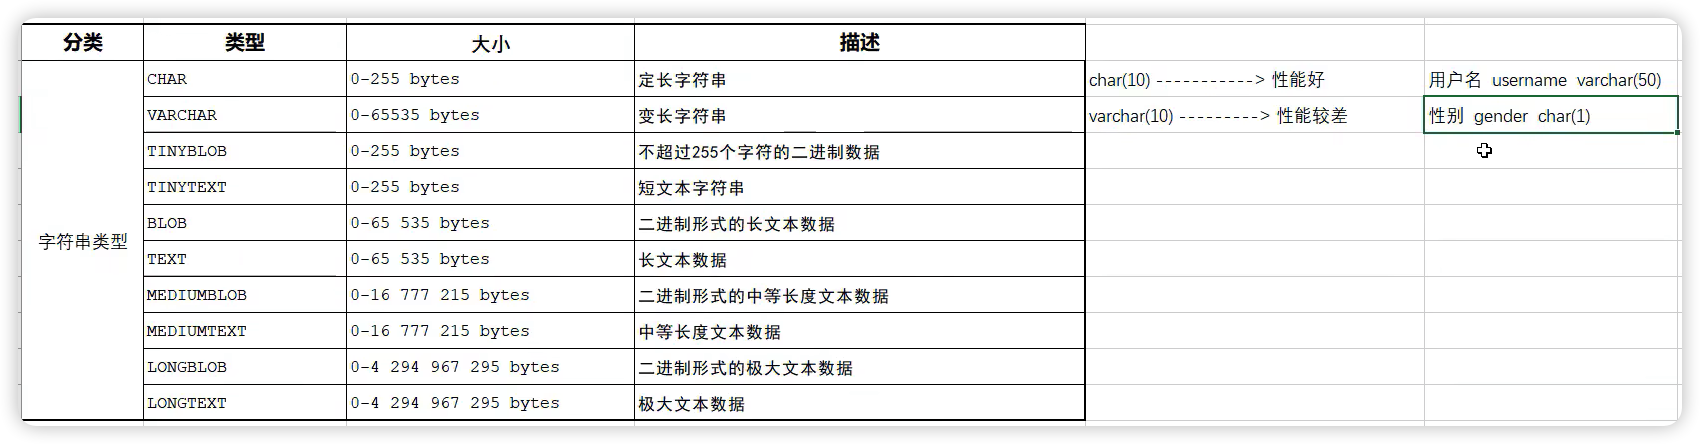 分类 类型 大小 描述
CHAR 0-255 bytes 定长字符串 char(10) -----------> 性能好 用户名 username varchar(50)
VARCHAR 0-65535 bytes 变长字符串 varchar(10) ---------> 性能较差 性别 gender char(1)
TINYBLOB 0-255 bytes 不超过255个字符的二进制数据
TINYTEXT 0-255 bytes 短文本字符串
BLOB 0-65 535 bytes 二进制形式的长文本数据
字符串类型
TEXT 0-65 535 bytes 长文本数据
MEDIUMBLOB 0-16 777 215 bytes 二进制形式的中等长度文本数据
MEDIUMTEXT 0-16 777 215 bytes 中等长度文本数据
LONGBLOB 0-4 294 967 295 bytes 二进制形式的极大文本数据
LONGTEXT 0-4 294 967 295 bytes 极大文本数据